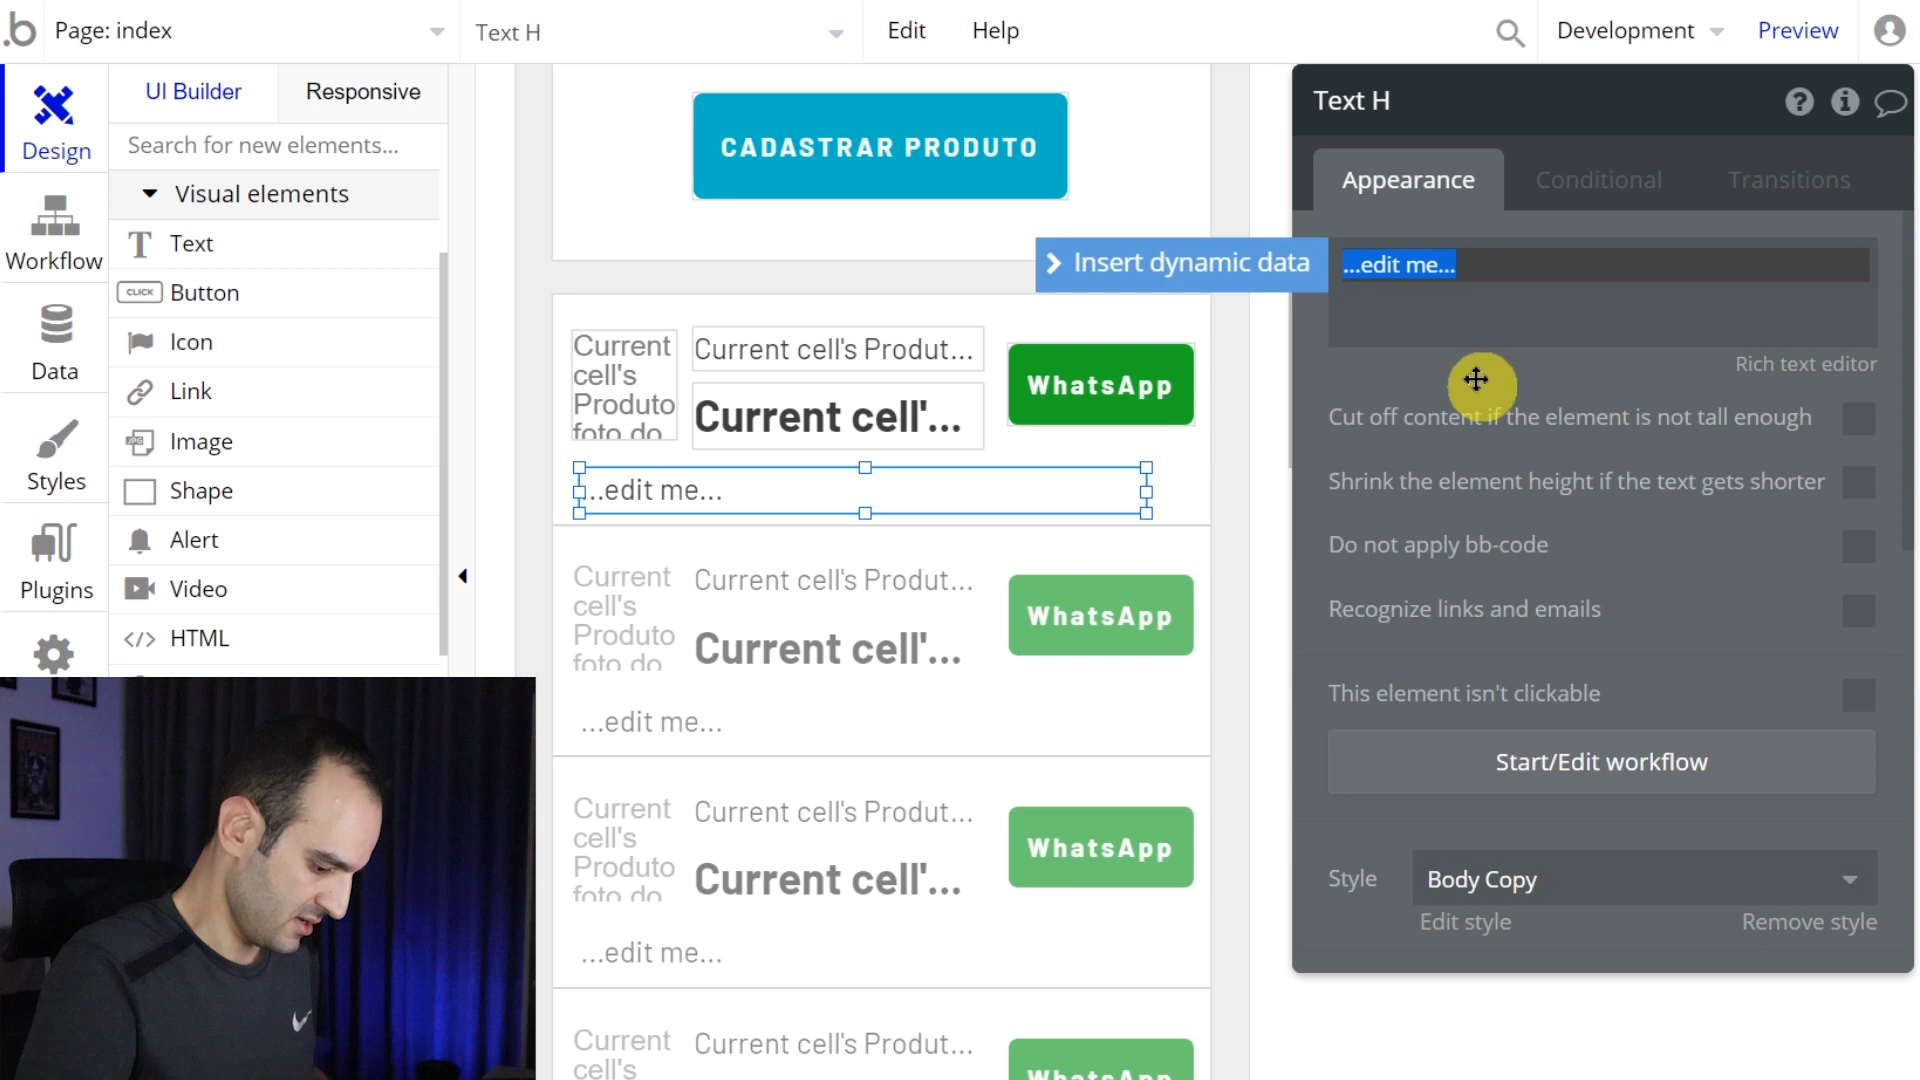 .b
Page: index
Text H
Edit
Help
Development
Preview
Design
Workflow
Data
Styles
Plugins
UI Builder
Responsive
Search for new elements...
Visual elements
Text
CLICK
Button
Icon
Link
Image
Shape
Alert
Video
</> HTML
CADASTRAR PRODUTO
Current
cell's
Produto
foto do
Current cell's Produt...
Current cell'...
WhatsApp
...edit me...
Current
cell's
Produto
foto do
Current cell's Produt...
Current cell'...
WhatsApp
...edit me...
Current
cell's
Produto
foto do
Current cell's Produt...
Current cell'...
WhatsApp
...edit me...
Current
cell's
Current cell's Produt...
WhatsApp
Text H
Appearance
Conditional
Transitions
Insert dynamic data
...edit me...
Rich text editor
Cut off content if the element is not tall enough
Shrink the element height if the text gets shorter
Do not apply bb-code
Recognize links and emails
This element isn't clickable
Start/Edit workflow
Style
Body Copy
Edit style
Remove style